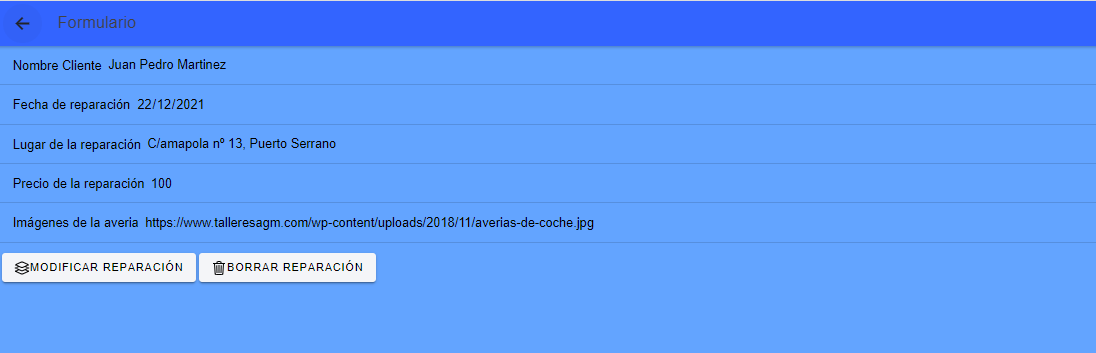 Formulario
Nombre Cliente Juan Pedro Martinez
Fecha de reparación 22/12/2021
Lugar de la reparación C/amapola nº 13, Puerto Serrano
Precio de la reparación 100
Imágenes de la averia https://www.talleresagm.com/wp-content/uploads/2018/11/averias-de-coche.jpg
MODIFICAR REPARACIÓN BORRAR REPARACIÓN